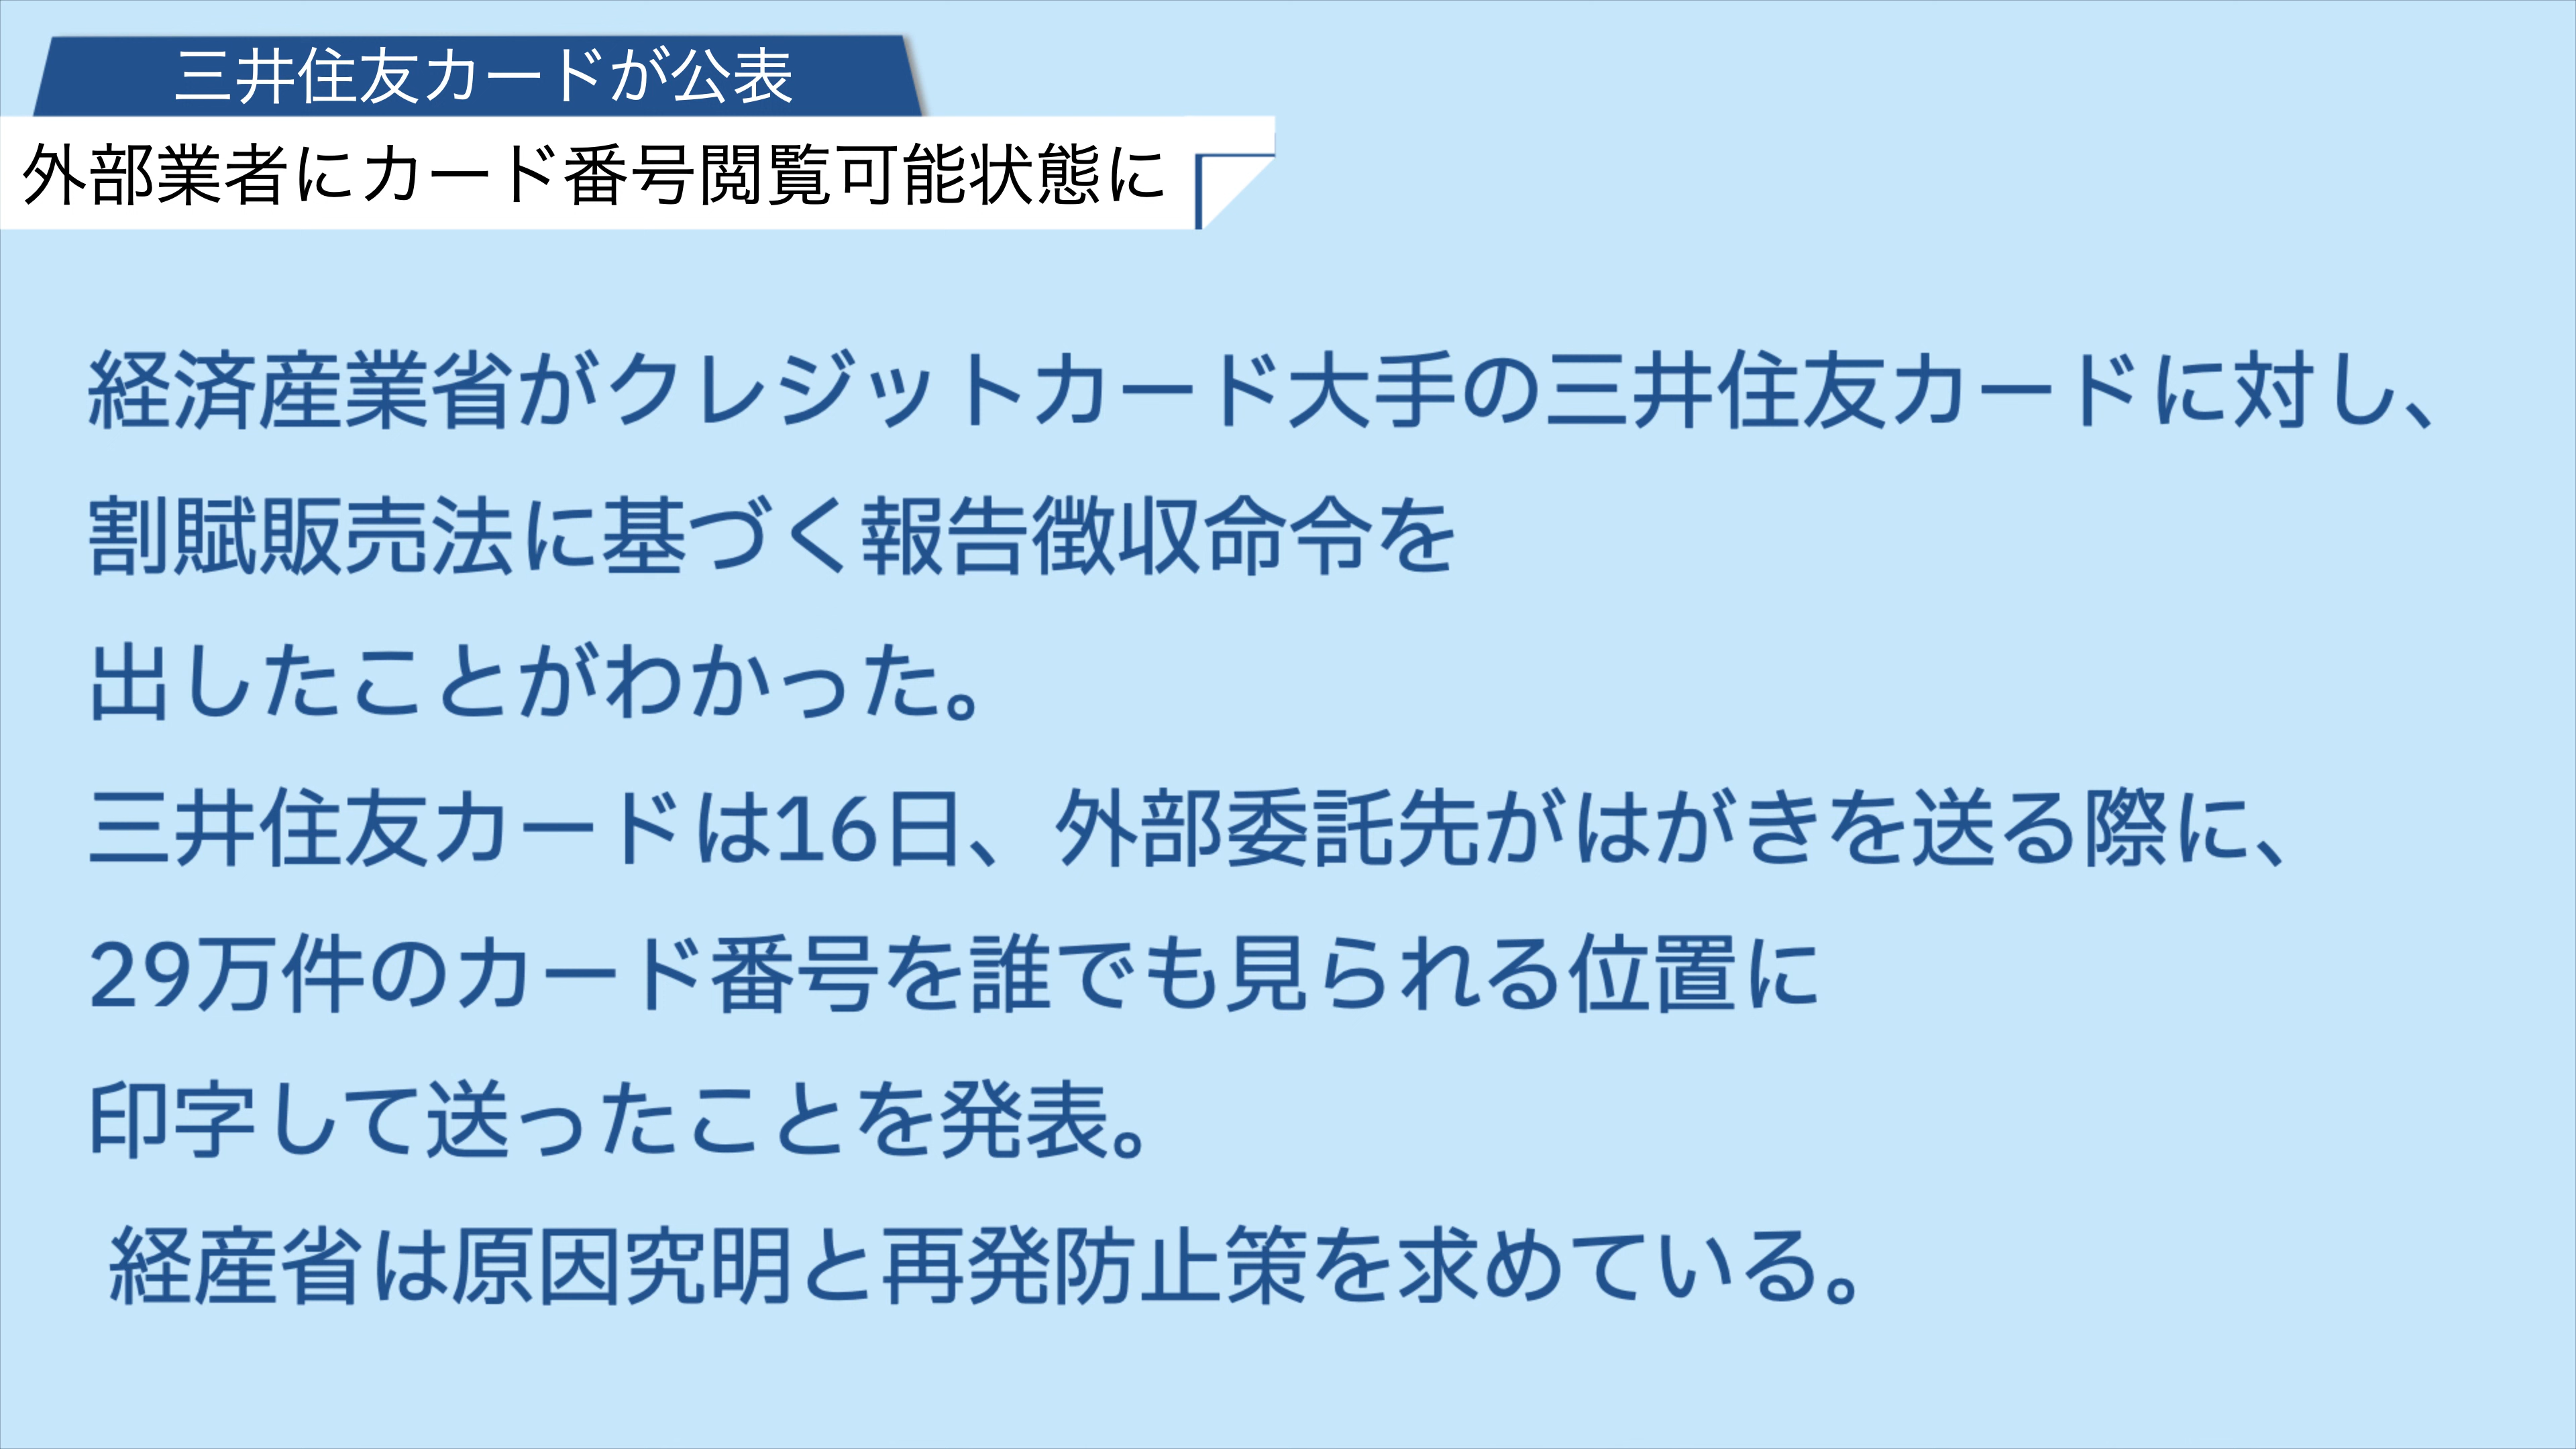 三井住友カードが公表
外部業者にカード番号閲覧可能状態に
経済産業省がクレジットカード大手の三井住友カードに対し、
割賦販売法に基づく報告徴収命令を
出したことがわかった。
三井住友カードは16日、外部委託先がはがきを送る際に、
29万件のカード番号を誰でも見られる位置に
印字して送ったことを発表。
経産省は原因究明と再発防止策を求めている。